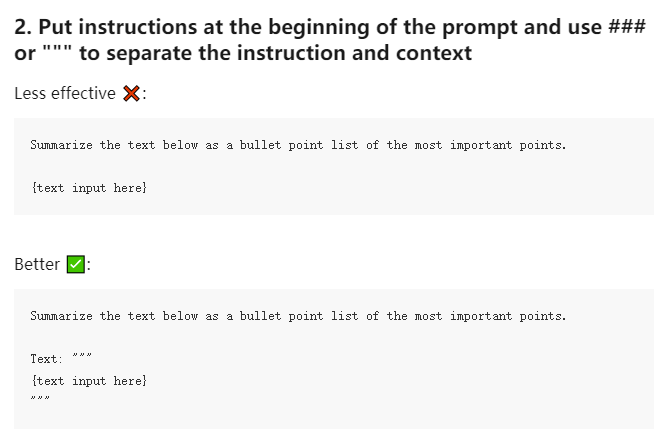 2. Put instructions at the beginning of the prompt and use ###
or """ to separate the instruction and context
Less effective ❌:
Summarize the text below as a bullet point list of the most important points.
{text input here}
Better ✅:
Summarize the text below as a bullet point list of the most important points.
Text: """
{text input here}
"""